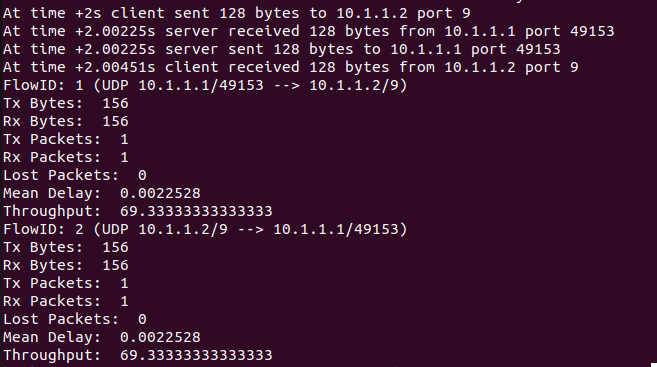 At time +2s client sent 128 bytes to 10.1.1.2 port 9
At time +2.00225s server received 128 bytes from 10.1.1.1 port 49153
At time +2.00225s server sent 128 bytes to 10.1.1.1 port 49153
At time +2.00451s client received 128 bytes from 10.1.1.2 port 9
FlowID: 1 (UDP 10.1.1.1/49153 --> 10.1.1.2/9)
Tx Bytes:  156
Rx Bytes:  156
Tx Packets:  1
Rx Packets:  1
Lost Packets:  0
Mean Delay:  0.0022528
Throughput:  69.33333333333333
FlowID: 2 (UDP 10.1.1.2/9 --> 10.1.1.1/49153)
Tx Bytes:  156
Rx Bytes:  156
Tx Packets:  1
Rx Packets:  1
Lost Packets:  0
Mean Delay:  0.0022528
Throughput:  69.33333333333333